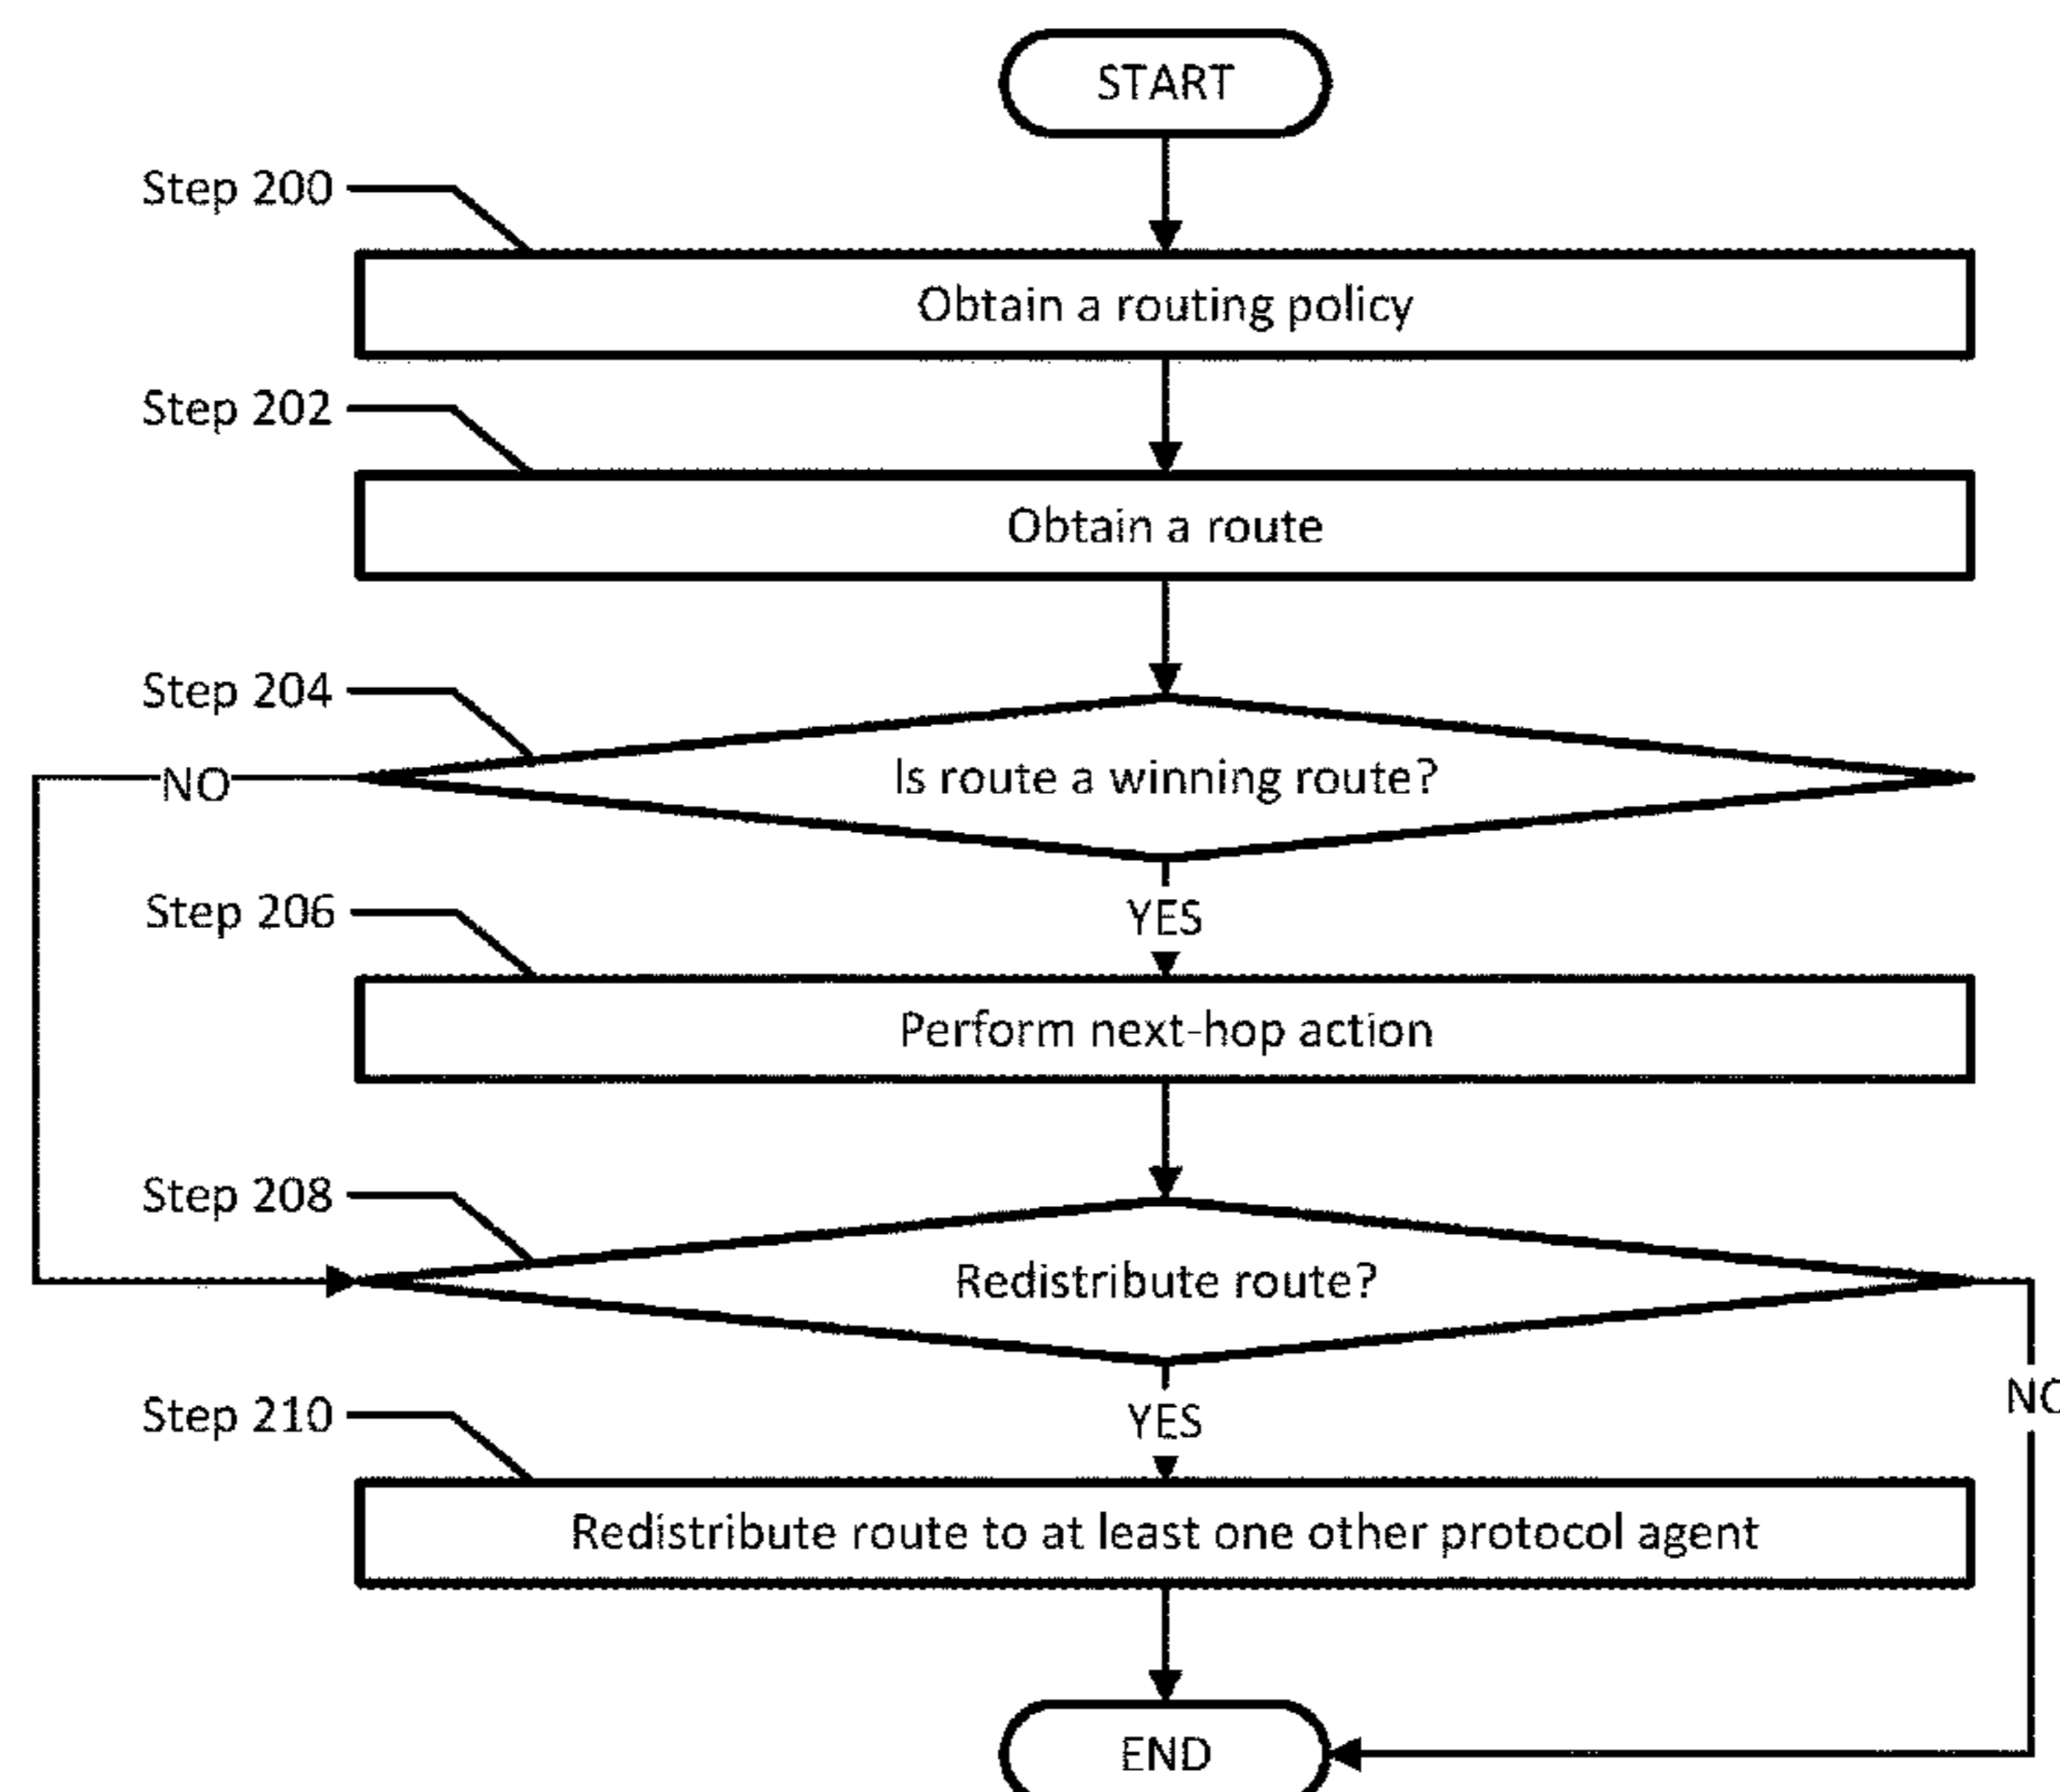 START
Step 200
Obtain a routing policy
Step 202
Obtain a route
Step 204
Is route a winning route?
NO
YES
Step 206
Perform next-hop action
Step 208
Redistribute route?
NO
YES
Step 210
Redistribute route to at least one other protocol agent
END